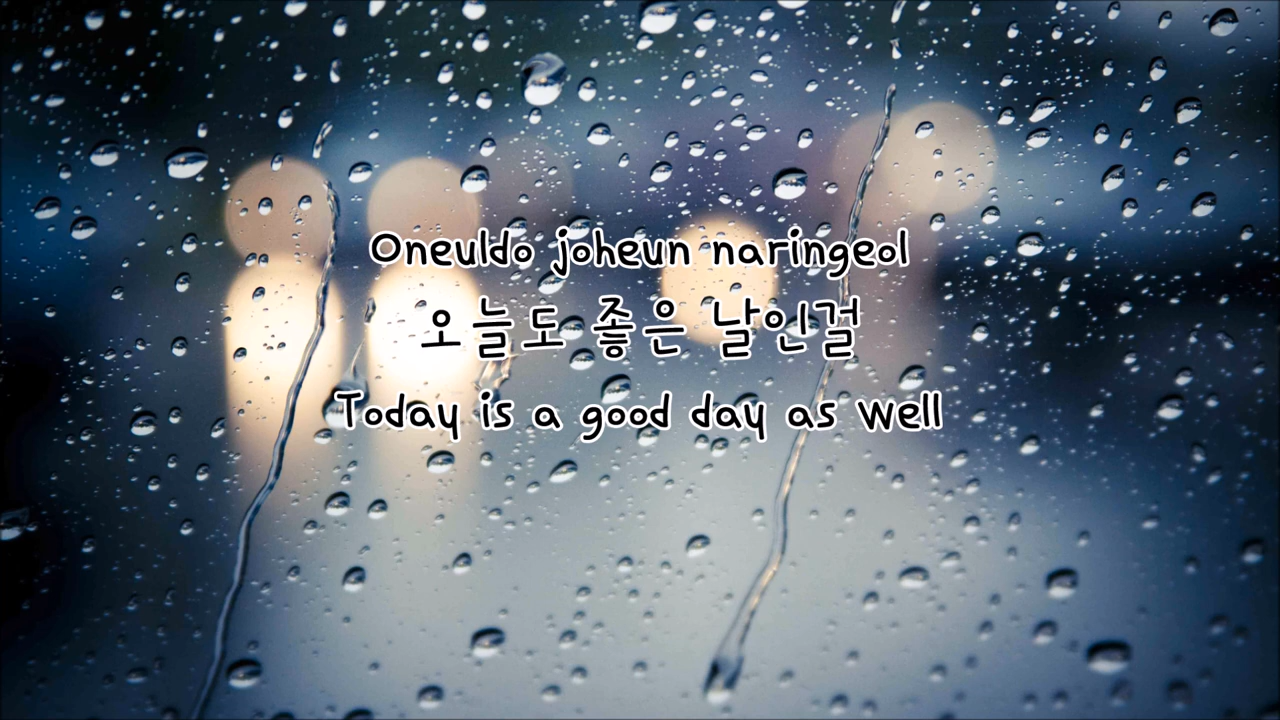 Oneuldo joheun naringeol
오늘도 좋은 날인걸
Today is a good day as well